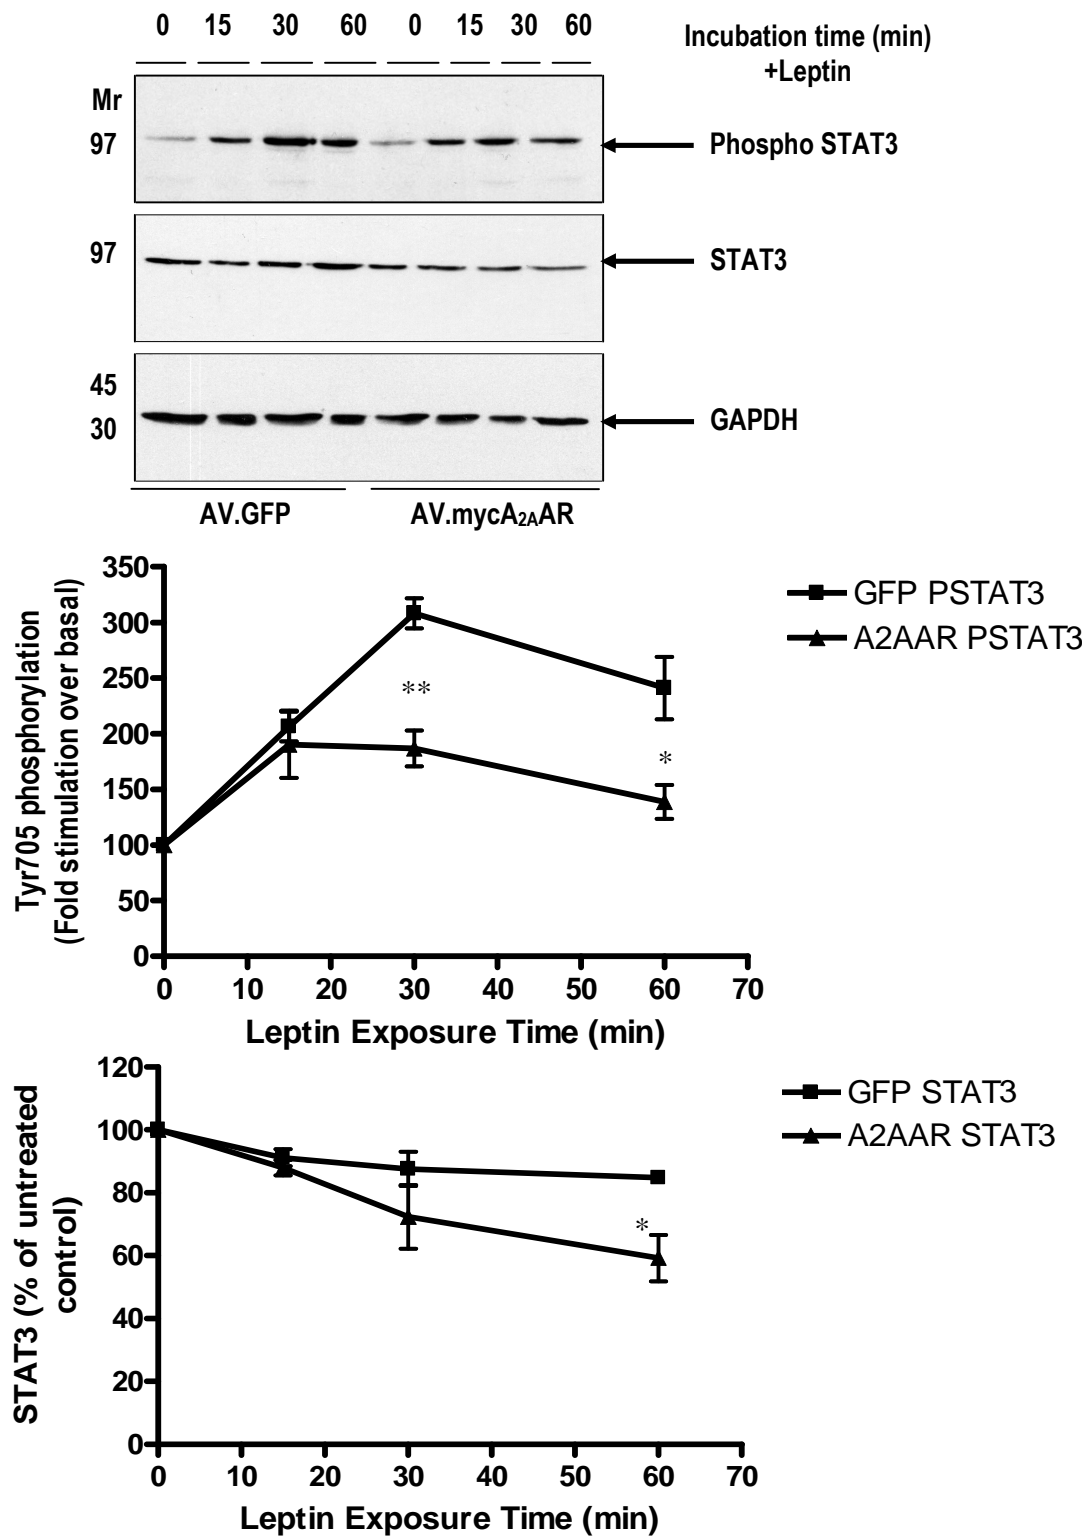 0 15 30 60 0 15 30 60
Incubation time (min)
+Leptin
Mr
97
Phospho STAT3
97
STAT3
45
30
GAPDH
AV.GFP
AV.mycA2AAR
350
300
250
200
150
100
50
0
Tyr705 phosphorylation
(Fold stimulation over basal)
**
*
GFP PSTAT3
A2AAR PSTAT3
0 10 20 30 40 50 60 70
Leptin Exposure Time (min)
120
100
80
60
40
20
0
STAT3 (% of untreated
control)
*
GFP STAT3
A2AAR STAT3
0 10 20 30 40 50 60 70
Leptin Exposure Time (min)